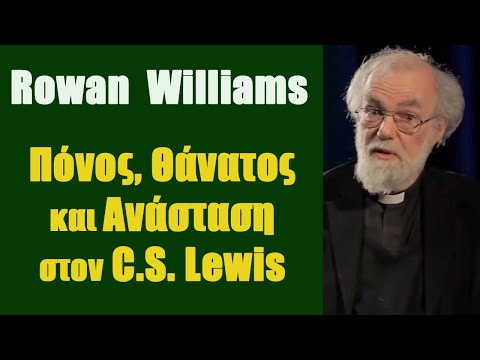 Rowan Williams
Πόνος, Θάνατος
και Ανάσταση
στον C.S. Lewis